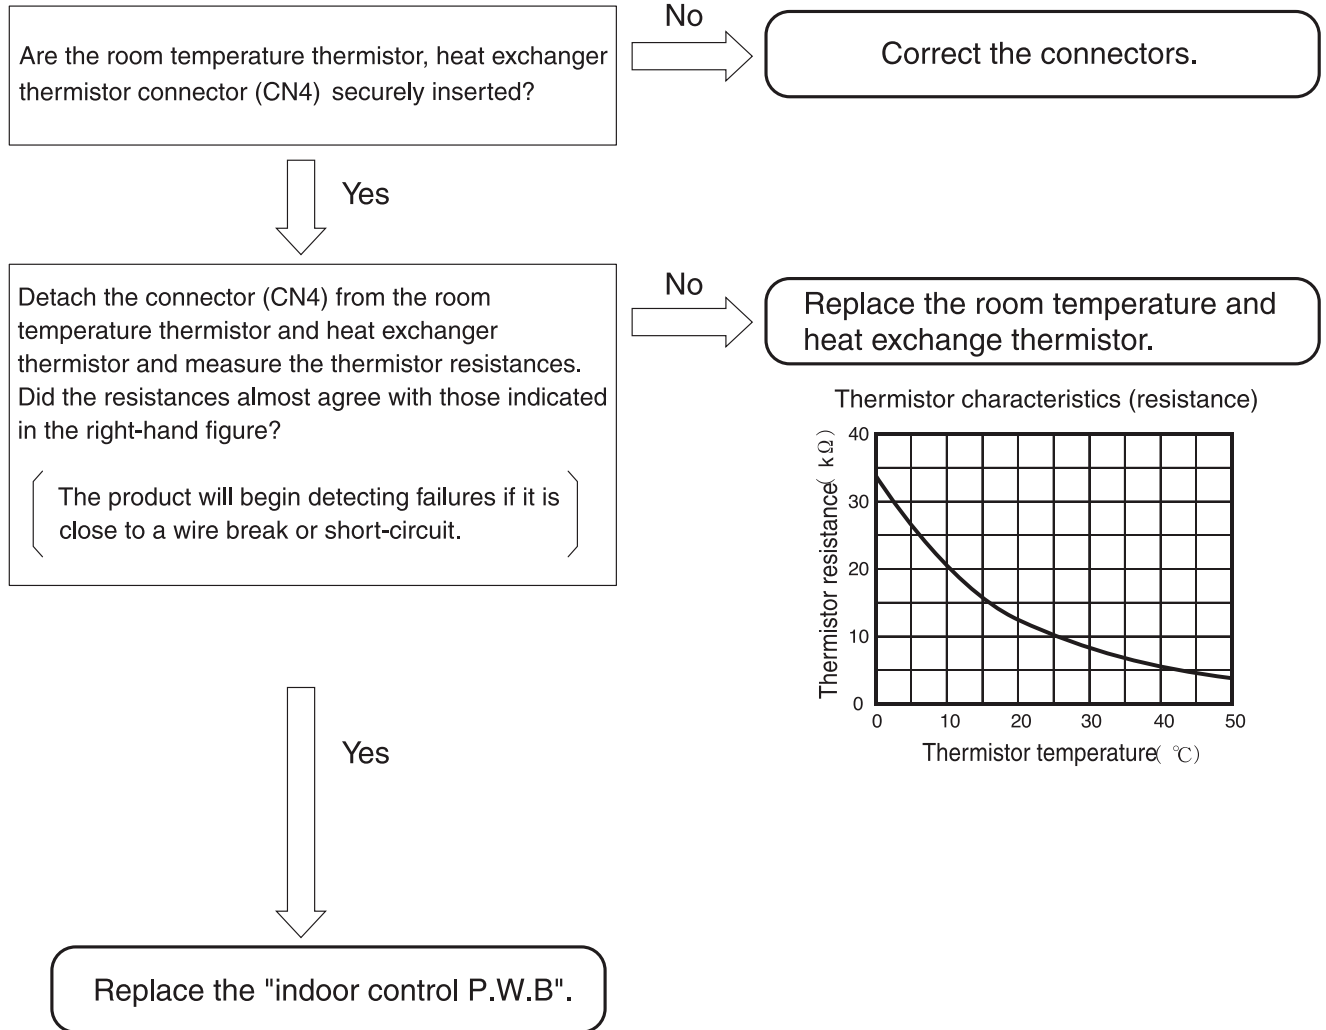 Are the room temperature thermistor, heat exchanger
thermistor connector (CN4) securely inserted?
No
Correct the connectors.
Yes
Detach the connector (CN4) from the room
temperature thermistor and heat exchanger
thermistor and measure the thermistor resistances.
Did the resistances almost agree with those indicated
in the right-hand figure?
The product will begin detecting failures if it is
close to a wire break or short-circuit.
No
Replace the room temperature and
heat exchange thermistor.
Thermistor characteristics (resistance)
Thermistor resistance( kΩ)
40
30
20
10
0
0 10 20 30 40 50
Thermistor temperature( ℃)
Yes
Replace the "indoor control P.W.B".